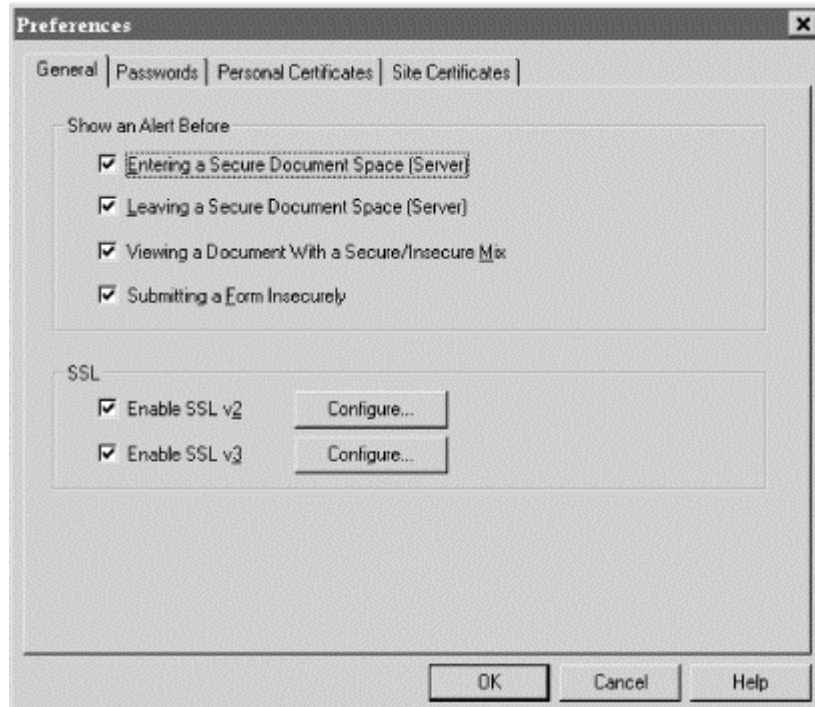 Preferences
General Passwords Personal Certificates Site Certificates
Show an Alert Before
Entering a Secure Document Space (Server)
Leaving a Secure Document Space (Server)
Viewing a Document With a Secure/Insecure Mix
Submitting a Form Insecurely
SSL
Enable SSL v2 Configure...
Enable SSL v3 Configure...
OK Cancel Help